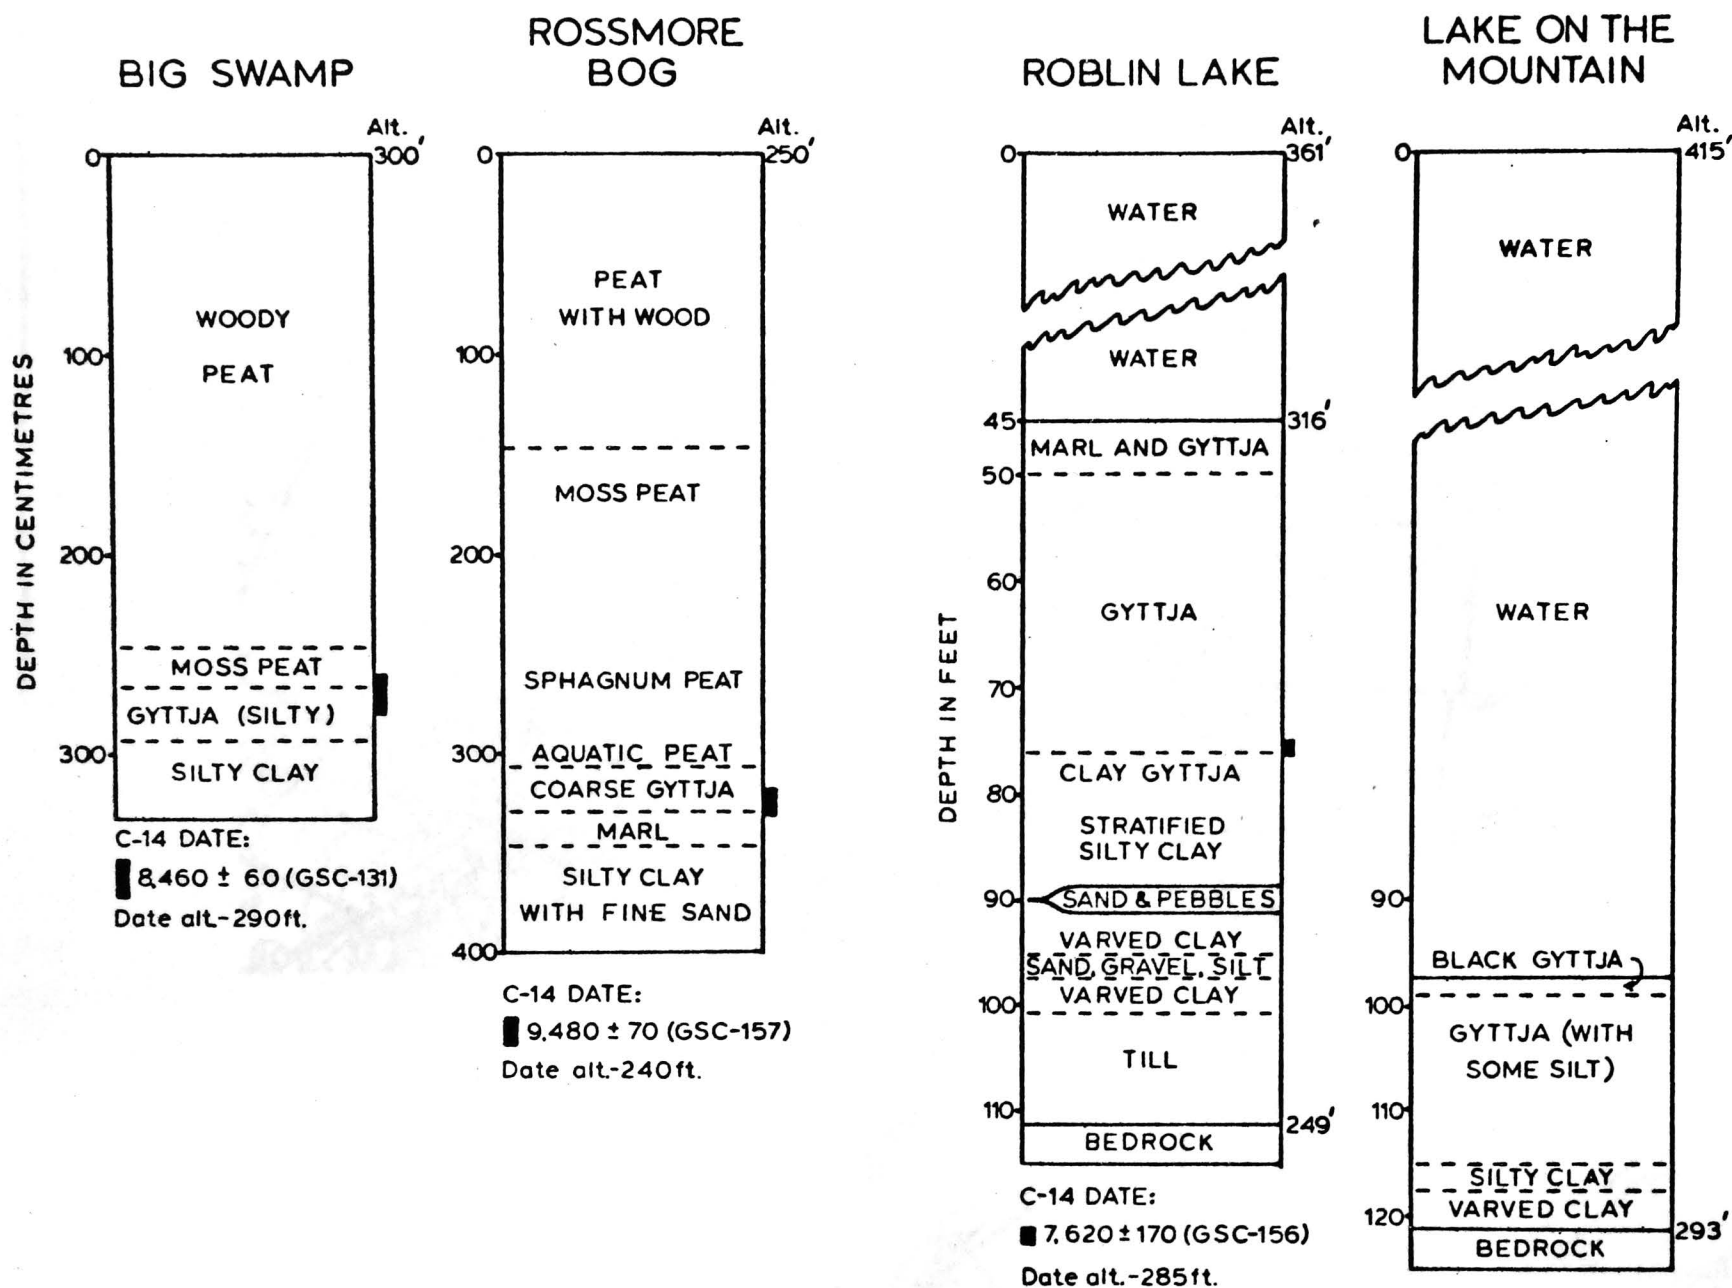 BIG SWAMP
Alt.
300'
0
100
200
300
DEPTH IN CENTIMETRES
WOODY
PEAT
MOSS PEAT
GYTTJA (SILTY)
SILTY CLAY
C-14 DATE:
8,460 ± 60 (GSC-131)
Date alt.-290ft.
ROSSMORE
BOG
Alt.
250'
0
100
200
300
400
PEAT
WITH WOOD
MOSS PEAT
SPHAGNUM PEAT
AQUATIC PEAT
COARSE GYTTJA
MARL
SILTY CLAY
WITH FINE SAND
C-14 DATE:
9,480 ± 70 (GSC-157)
Date alt.-240ft.
ROBLIN LAKE
Alt.
361'
0
WATER
WATER
45
316'
MARL AND GYTTJA
50
60
GYTTJA
DEPTH IN FEET
70
CLAY GYTTJA
80
STRATIFIED
SILTY CLAY
90
SAND & PEBBLES
VARVED CLAY
SAND, GRAVEL, SILT
VARVED CLAY
100
TILL
110
249'
BEDROCK
C-14 DATE:
7,620 ± 170 (GSC-156)
Date alt.-285ft.
LAKE ON THE
MOUNTAIN
Alt.
415'
0
WATER
WATER
90
BLACK GYTTJA
100
GYTTJA (WITH
SOME SILT)
110
SILTY CLAY
VARVED CLAY
120
293'
BEDROCK